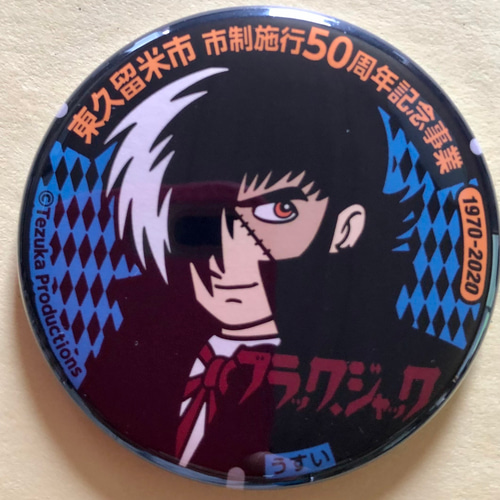 東久留米市 市制施行50周年記念事業
1970-2020
©Tezuka Productions
ブラック・ジャック
うすい